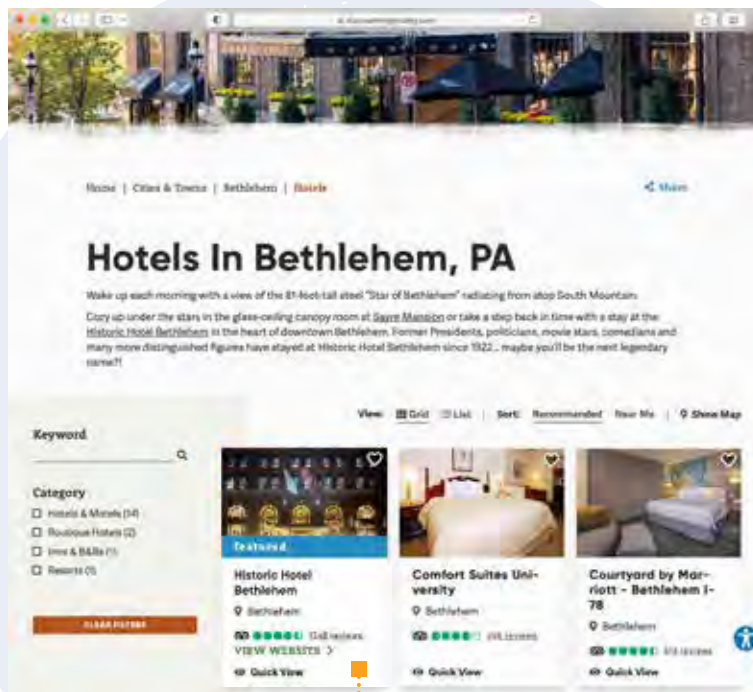 Home | Cities & Towns | Bethlehem | Hotels
Share
Hotels In Bethlehem, PA
Wake up each morning with a view of the 81-foot-tall steel "Star of Bethlehem" radiating from atop South Mountain.
Cozy up under the stars in the glass-ceiling canopy room at Sayre Mansion or take a step back in time with a stay at the
Historic Hotel Bethlehem in the heart of downtown Bethlehem. Former Presidents, politicians, movie stars, comedians and
many more distinguished figures have stayed at Historic Hotel Bethlehem since 1922... maybe you'll be the next legendary
name?!
View: Grid List | Sort: Recommended Near Me | Show Map
Keyword
Category
Hotels & Motels (14)
Boutique Hotels (2)
Inns & B&Bs (1)
Resorts (1)
CLEAR FILTERS
Featured
Historic Hotel
Bethlehem
Bethlehem
reviews
VIEW WEBSITE >
Quick View
Comfort Suites Uni-
versity
Bethlehem
reviews
Quick View
Courtyard by Mar-
riott - Bethlehem I-
78
Bethlehem
reviews
Quick View